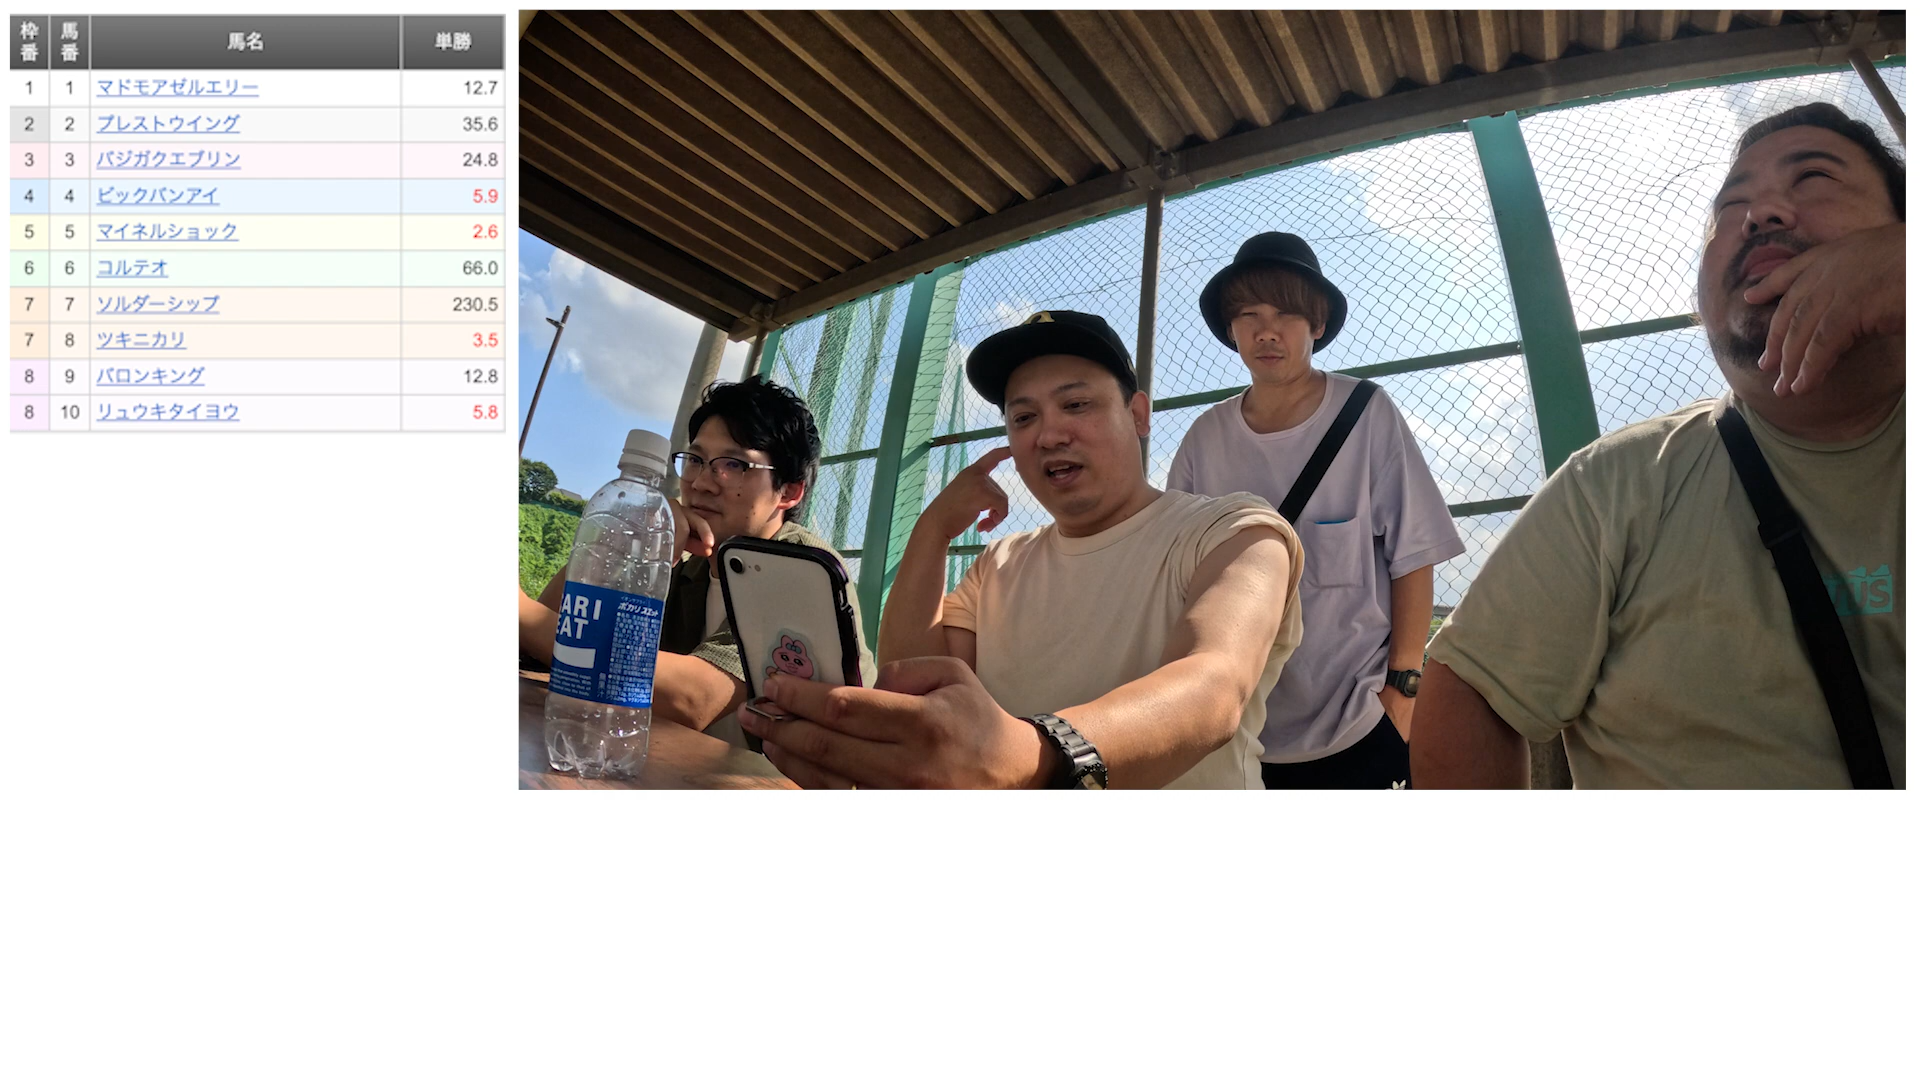 枠番 馬番 馬名 単勝
1 1 マドモアゼルエリー 12.7
2 2 プレストウイング 35.6
3 3 バジガクエブリン 24.8
4 4 ビックバンアイ 5.9
5 5 マイネルショック 2.6
6 6 コルテオ 66.0
7 7 ソルダーシップ 230.5
7 8 ツキニカリ 3.5
8 9 バロンキング 12.8
8 10 リュウキタイヨウ 5.8
ARI
EAT
ポカリスエット
US